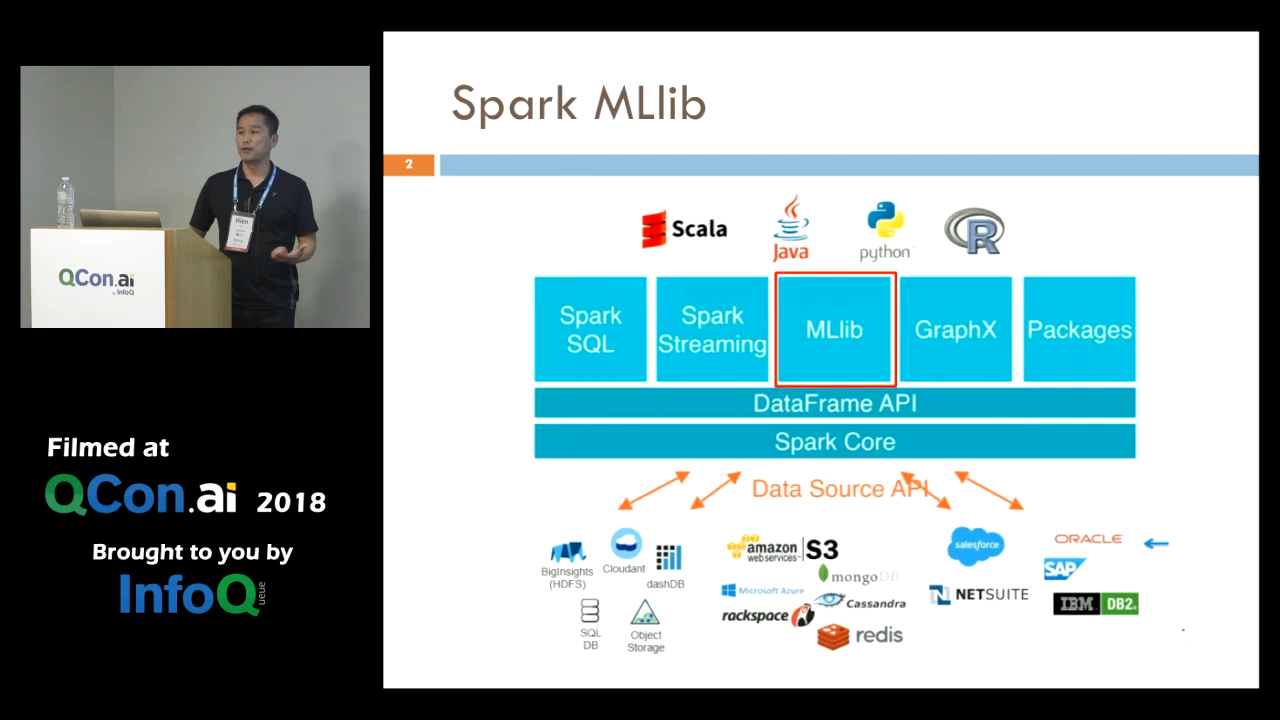 Spark MLlib
2
Scala
Java
python
R
Spark
SQL
Spark
Streaming
MLlib
GraphX
Packages
DataFrame API
Spark Core
Data Source API
BigInsights
(HDFS)
Cloudant
dashDB
SQL
DB
Object
Storage
amazon
webservices
S3
mongoDB
Microsoft Azure
Cassandra
rackspace
redis
salesforce
ORACLE
SAP
NETSUITE
IBM DB2
QCon.ai
by InfoQ
Hien
Filmed at
QCon.ai 2018
Brought to you by
InfoQueue